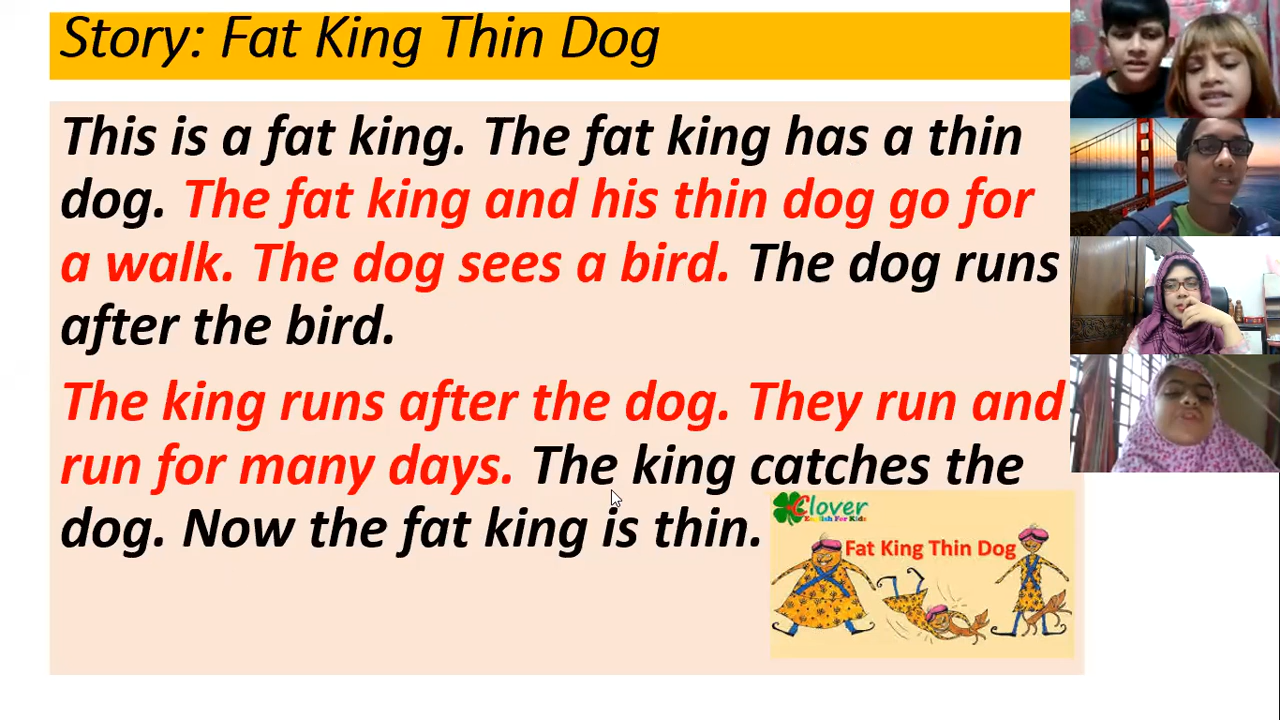 Story: Fat King Thin Dog
This is a fat king. The fat king has a thin
dog. The fat king and his thin dog go for
a walk. The dog sees a bird. The dog runs
after the bird.
The king runs after the dog. They run and
run for many days. The king catches the
dog. Now the fat king is thin.
Clover
English For Kids
Fat King Thin Dog